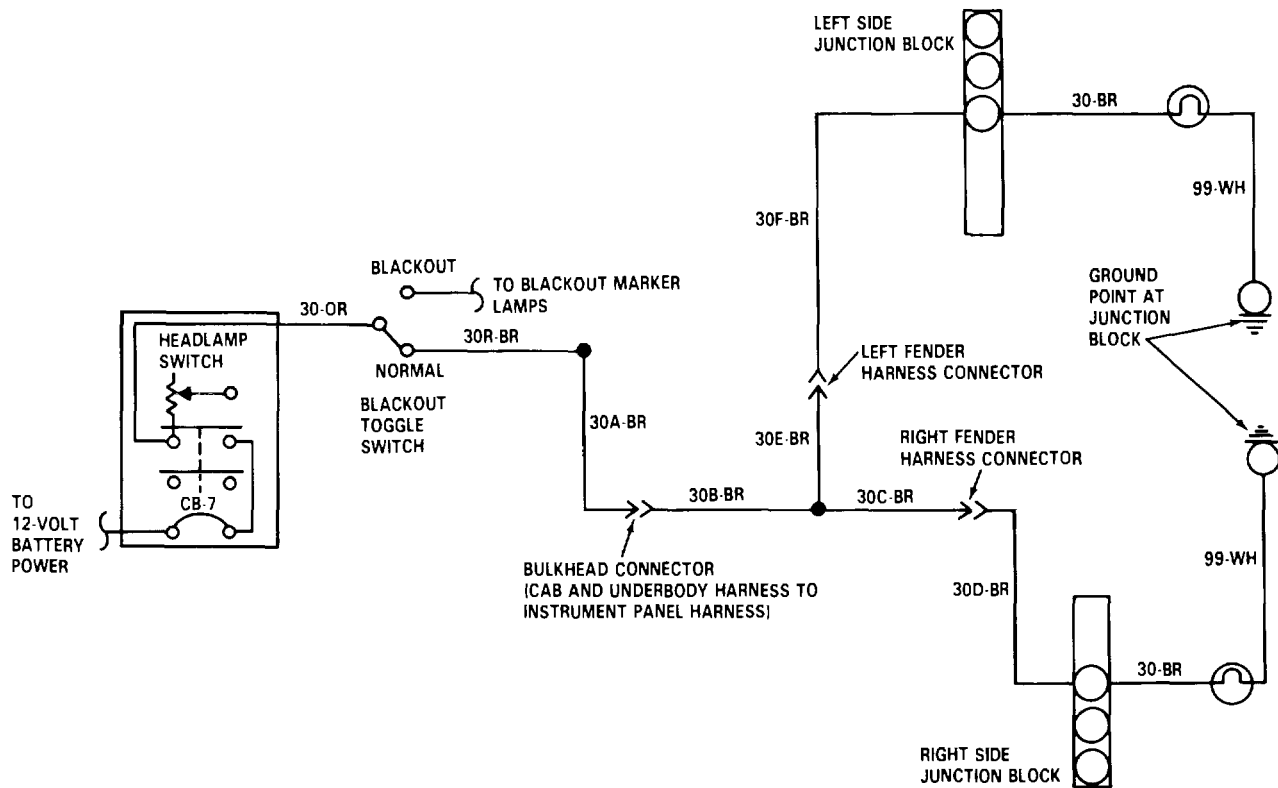 LEFT SIDE
JUNCTION BLOCK
30-BR
99-WH
30F-BR
GROUND
POINT AT
JUNCTION
BLOCK
BLACKOUT
TO BLACKOUT MARKER
LAMPS
30-OR
HEADLAMP
SWITCH
30R-BR
NORMAL
BLACKOUT
TOGGLE
SWITCH
LEFT FENDER
HARNESS CONNECTOR
30A-BR
30E-BR
RIGHT FENDER
HARNESS CONNECTOR
CB-7
TO
12-VOLT
BATTERY
POWER
30B-BR
30C-BR
BULKHEAD CONNECTOR
(CAB AND UNDERBODY HARNESS TO
INSTRUMENT PANEL HARNESS)
30D-BR
99-WH
30-BR
RIGHT SIDE
JUNCTION BLOCK